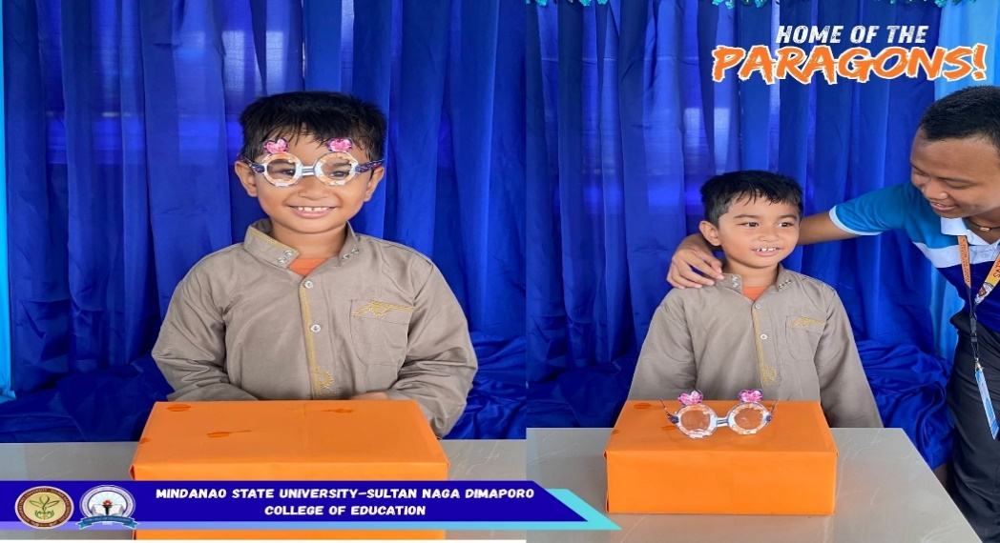 HOME OF THE
PARAGONS!
MINDANAO STATE UNIVERSITY–SULTAN NAGA DIMAPORO
COLLEGE OF EDUCATION